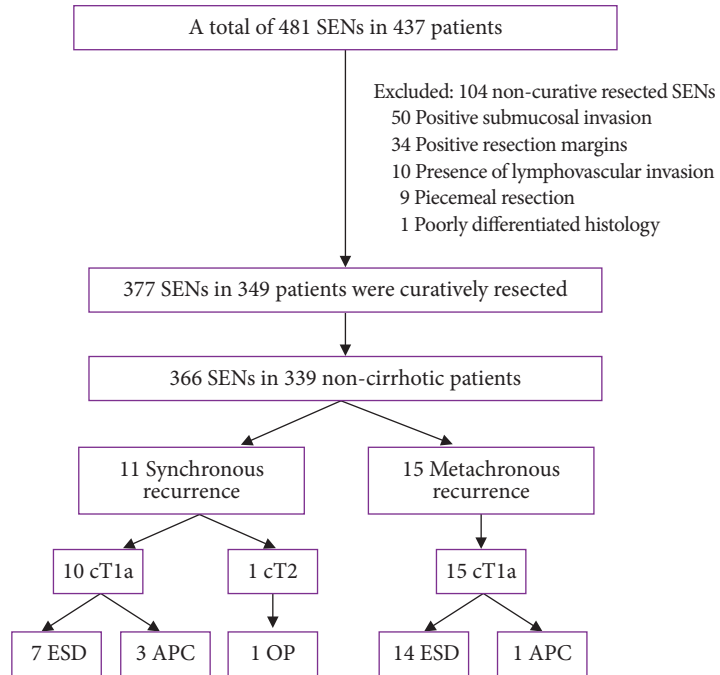 A total of 481 SENs in 437 patients
Excluded: 104 non-curative resected SENs
50 Positive submucosal invasion
34 Positive resection margins
10 Presence of lymphovascular invasion
9 Piecemeal resection
1 Poorly differentiated histology
377 SENs in 349 patients were curatively resected
366 SENs in 339 non-cirrhotic patients
11 Synchronous
recurrence
15 Metachronous
recurrence
10 cT1a
1 cT2
15 cT1a
7 ESD
3 APC
1 OP
14 ESD
1 APC